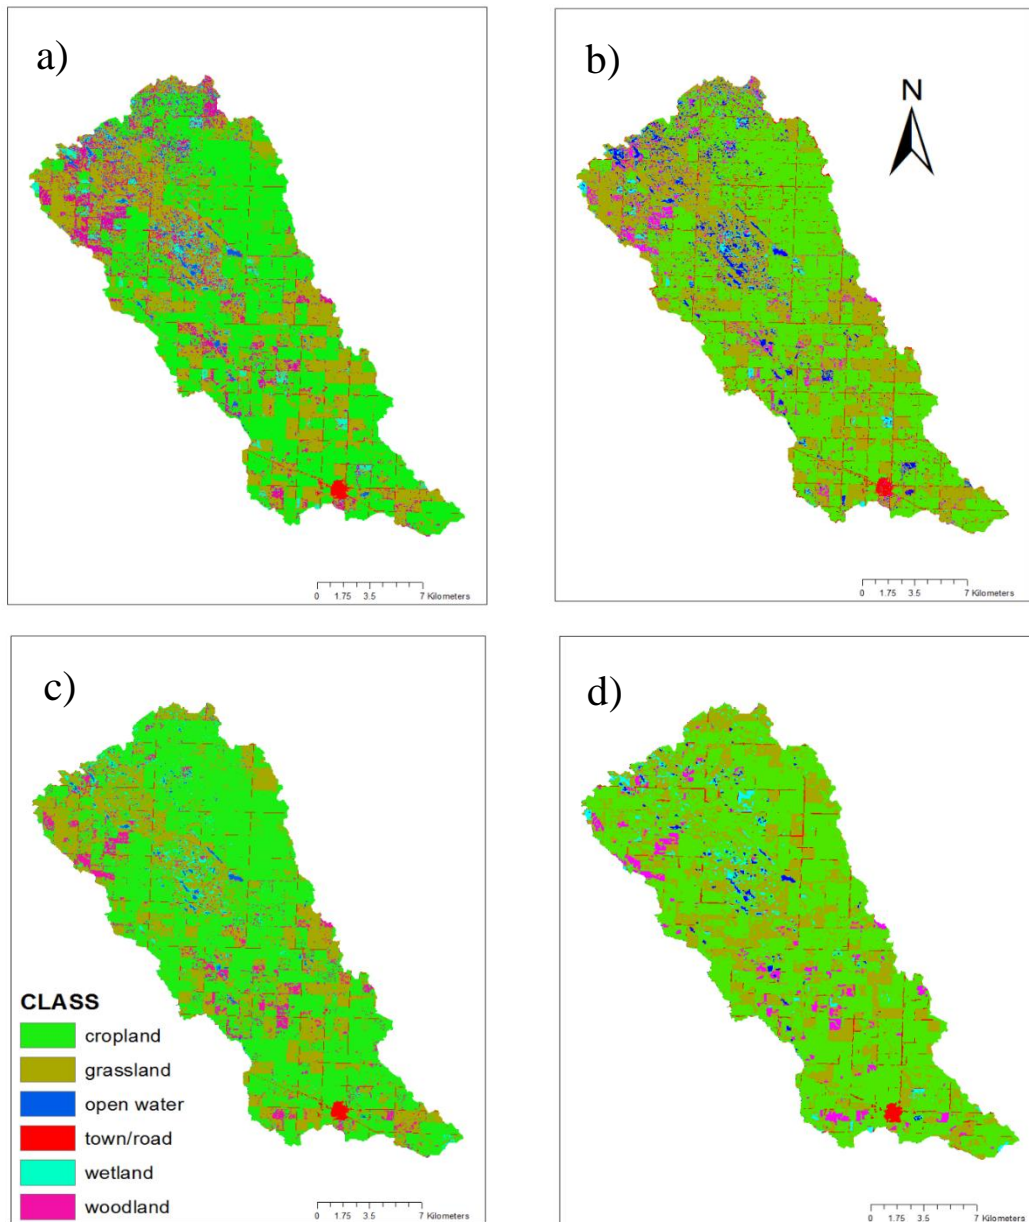 a)
b)
N
0 1.75 3.5 7 Kilometers
0 1.75 3.5 7 Kilometers
c)
d)
CLASS
cropland
grassland
open water
town/road
wetland
woodland
0 1.75 3.5 7 Kilometers
0 1.75 3.5 7 Kilometers